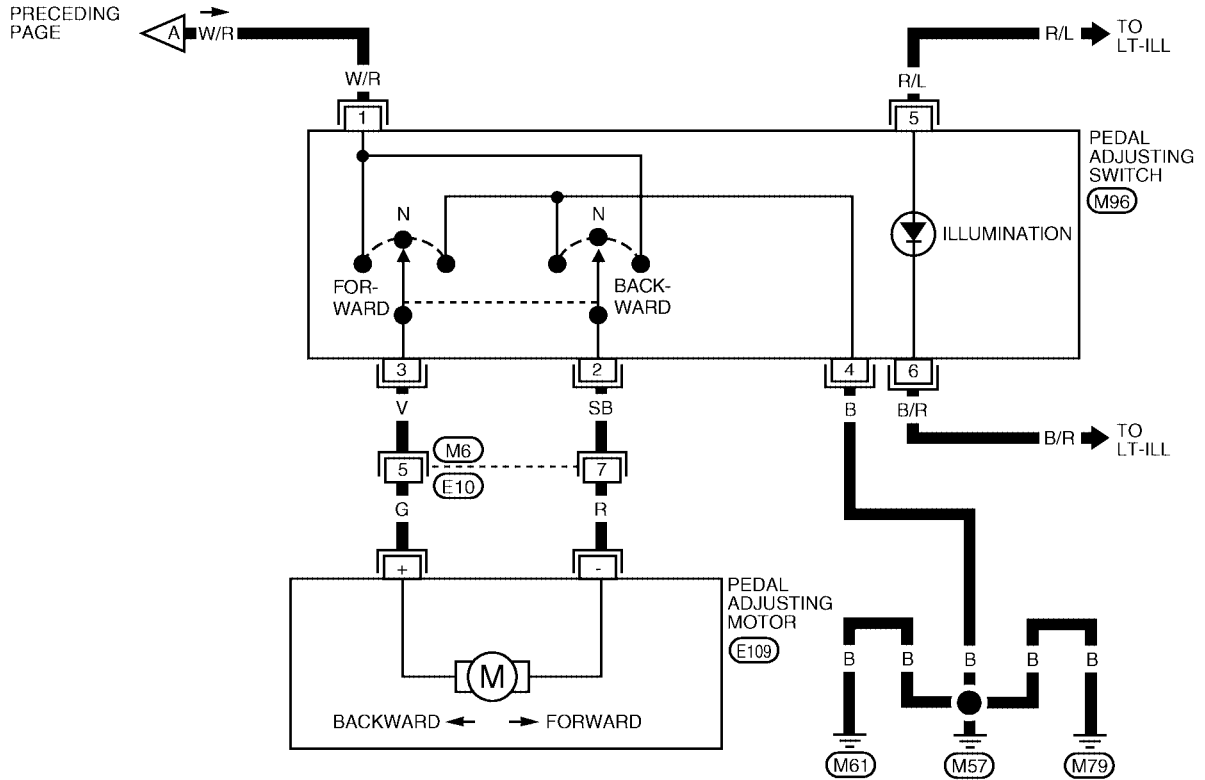 PRECEDING
PAGE
A
W/R
R/L
TO
LT-ILL
W/R
R/L
1
5
PEDAL
ADJUSTING
SWITCH
M96
N
N
ILLUMINATION
FOR-
WARD
BACK-
WARD
3
2
4
6
V
SB
B
B/R
B/R
TO
LT-ILL
M6
5
7
E10
G
R
+
-
PEDAL
ADJUSTING
MOTOR
E109
M
BACKWARD
FORWARD
B
B
B
B
B
M61
M57
M79